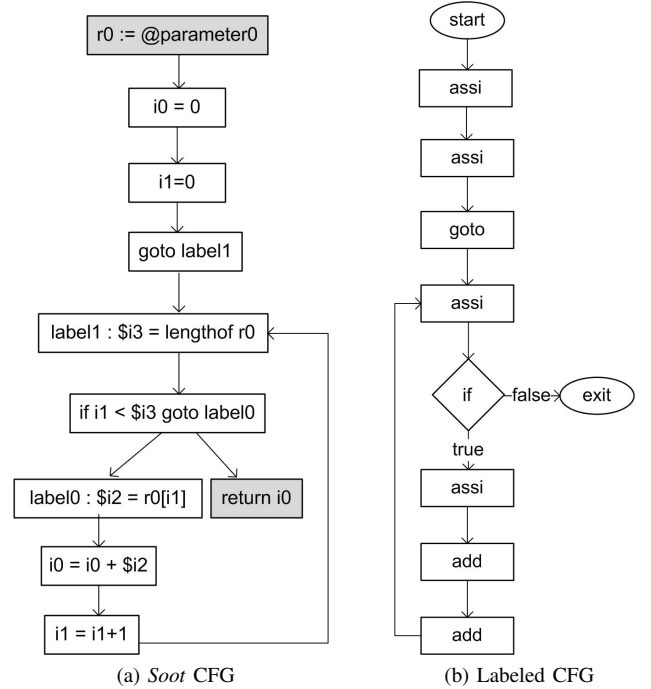 r0 := @parameter0
i0 = 0
i1=0
goto label1
label1 : $i3 = lengthof r0
if i1 < $i3 goto label0
label0 : $i2 = r0[i1]
return i0
i0 = i0 + $i2
i1 = i1+1
(a) Soot CFG
start
assi
assi
goto
assi
if
false
exit
true
assi
add
add
(b) Labeled CFG